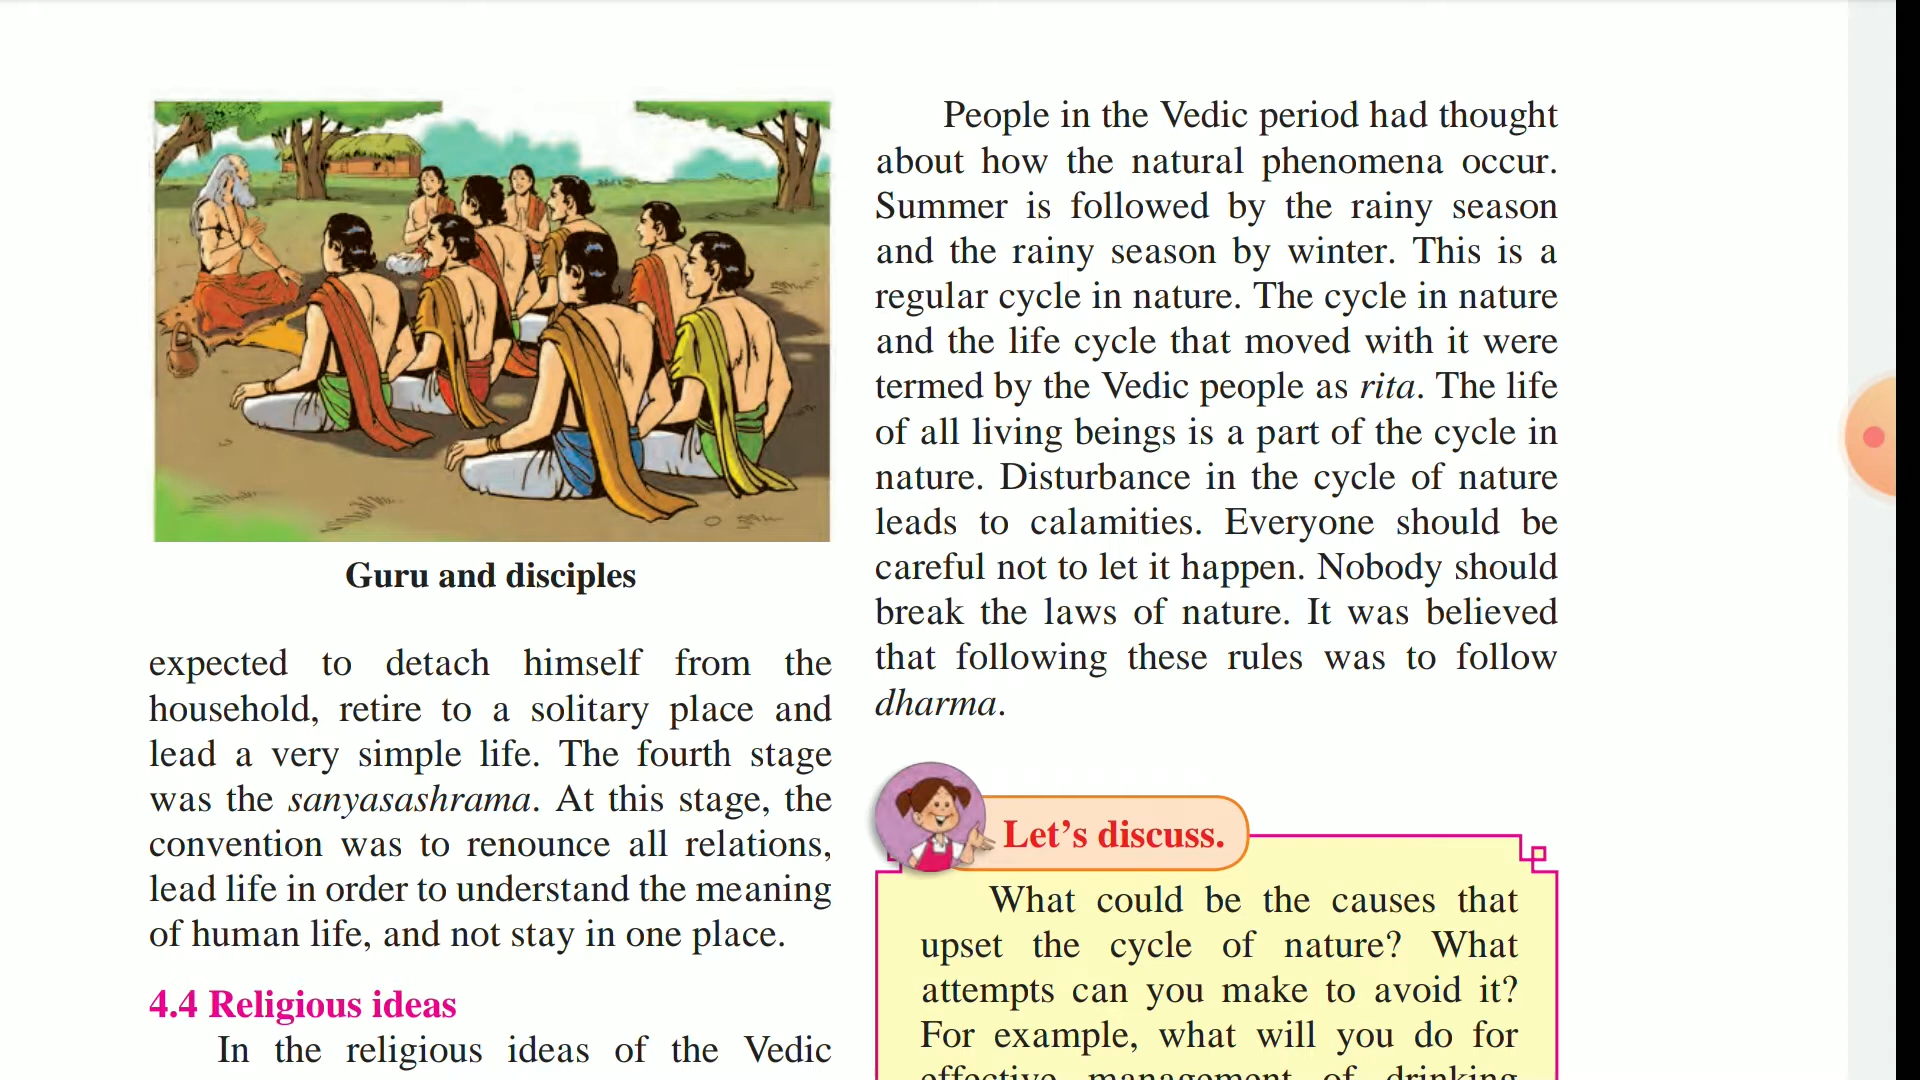 Guru and disciples
expected to detach himself from the
household, retire to a solitary place and
lead a very simple life. The fourth stage
was the sanyasashrama. At this stage, the
convention was to renounce all relations,
lead life in order to understand the meaning
of human life, and not stay in one place.
4.4 Religious ideas
In the religious ideas of the Vedic
People in the Vedic period had thought
about how the natural phenomena occur.
Summer is followed by the rainy season
and the rainy season by winter. This is a
regular cycle in nature. The cycle in nature
and the life cycle that moved with it were
termed by the Vedic people as rita. The life
of all living beings is a part of the cycle in
nature. Disturbance in the cycle of nature
leads to calamities. Everyone should be
careful not to let it happen. Nobody should
break the laws of nature. It was believed
that following these rules was to follow
dharma.
Let’s discuss.
What could be the causes that
upset the cycle of nature? What
attempts can you make to avoid it?
For example, what will you do for
effective management of drinking